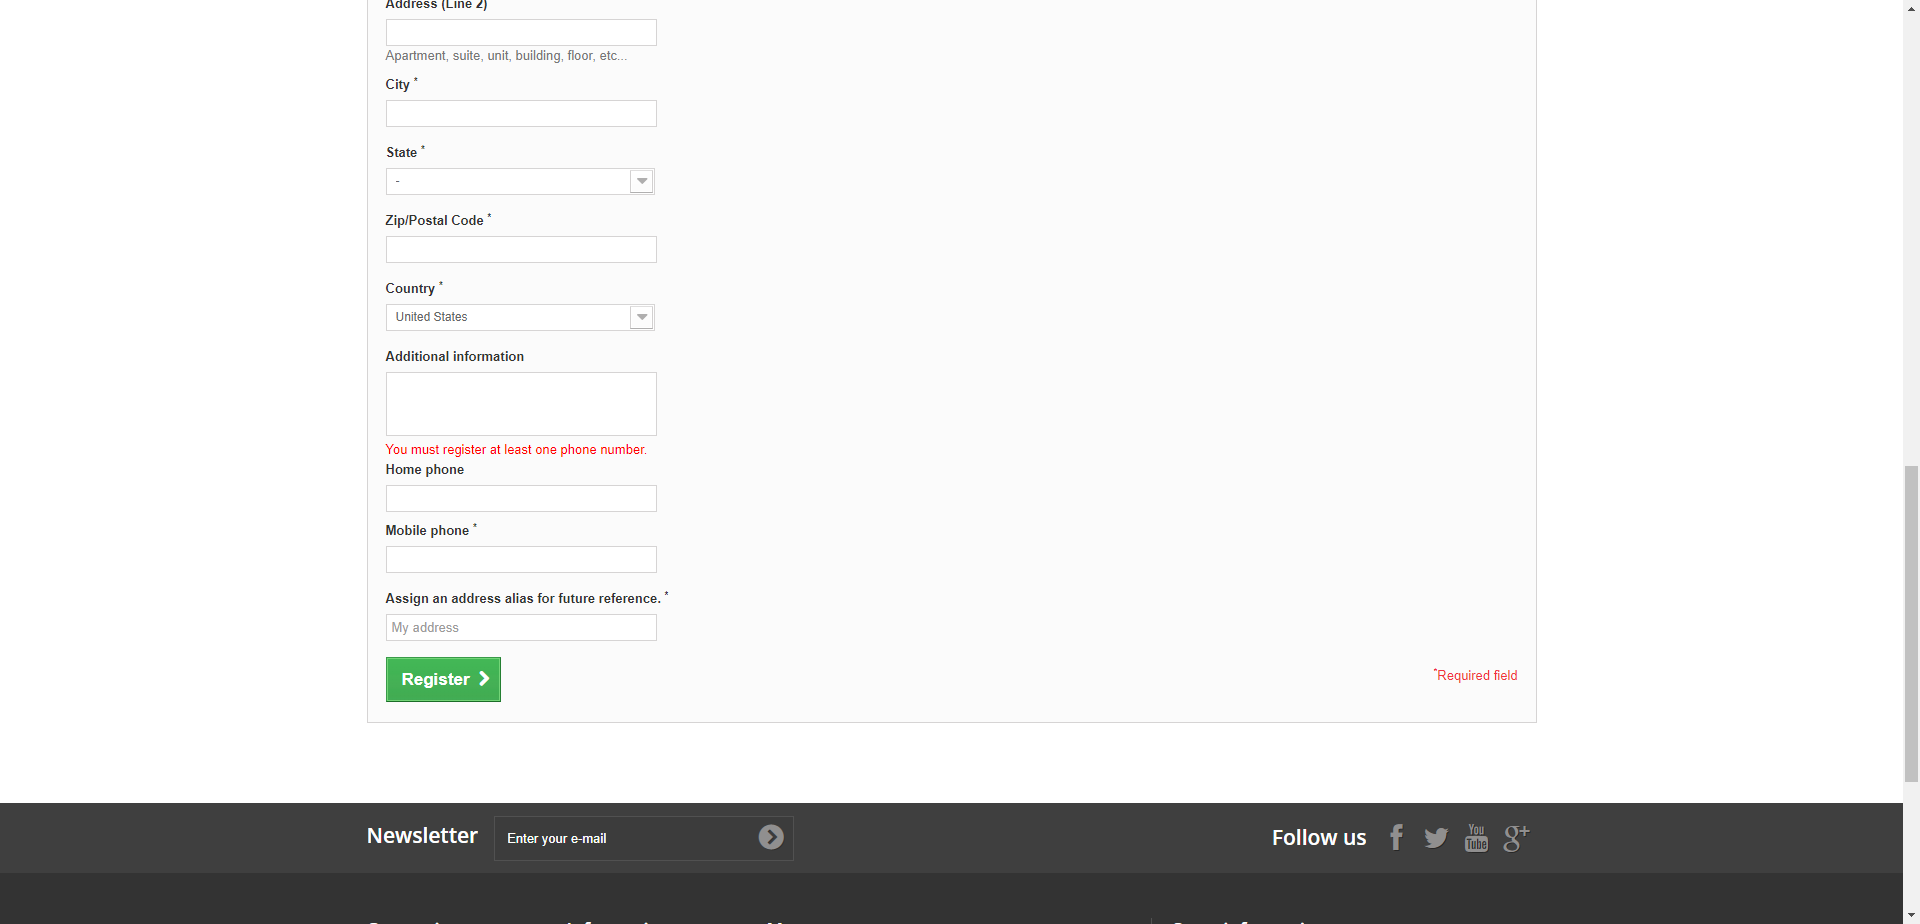 Address (Line 2)
Apartment, suite, unit, building, floor, etc...
City *
State *
-
Zip/Postal Code *
Country *
United States
Additional information
You must register at least one phone number.
Home phone
Mobile phone *
Assign an address alias for future reference. *
My address
Register
*Required field
Newsletter
Enter your e-mail
Follow us
f
You
Tube
g+